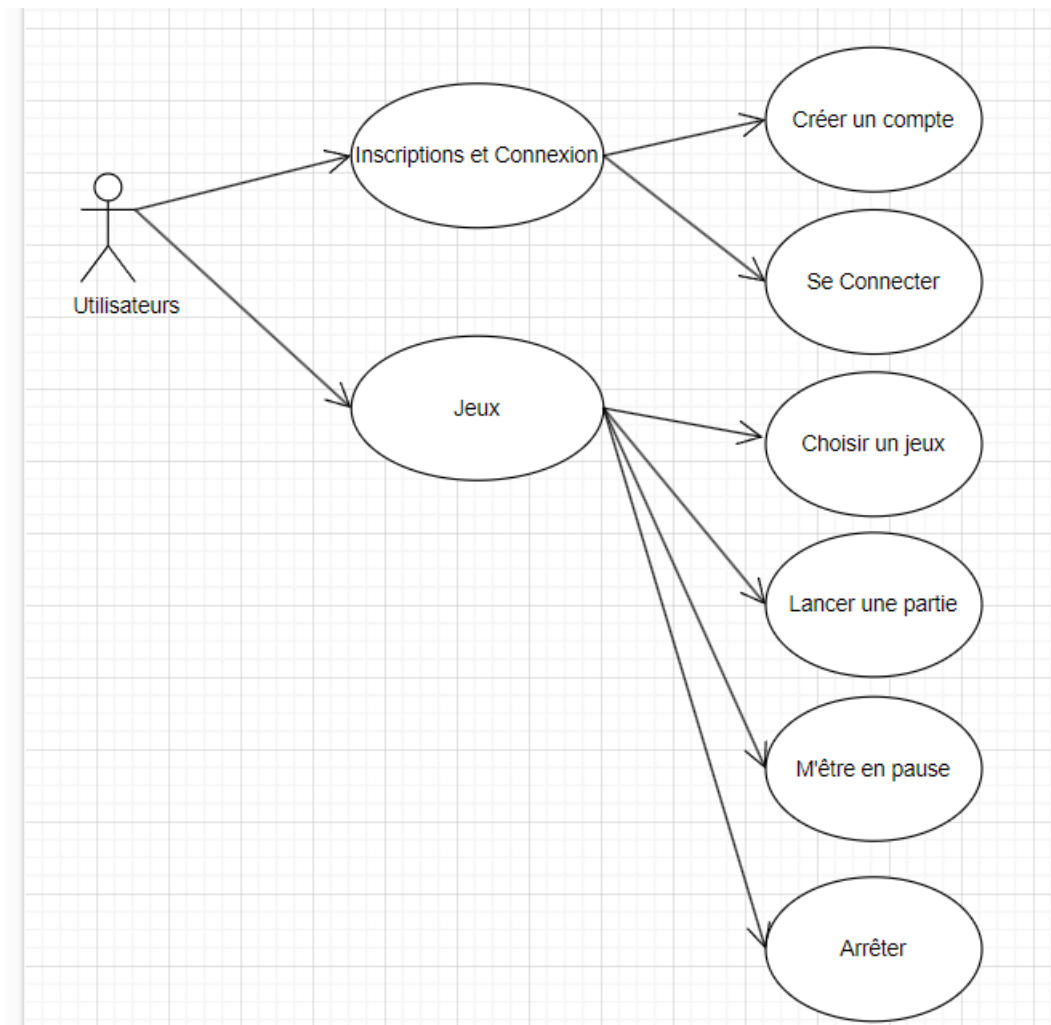 Créer un compte
Inscriptions et Connexion
Se Connecter
Utilisateurs
Jeux
Choisir un jeux
Lancer une partie
M'être en pause
Arrêter